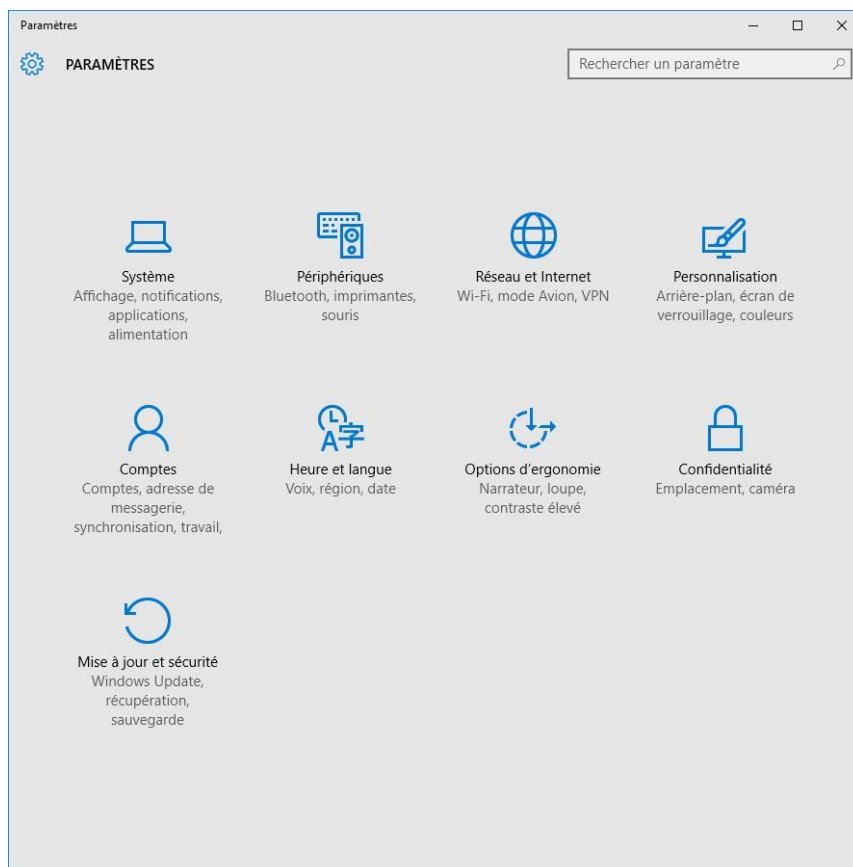 Paramètres
PARAMÈTRES
Rechercher un paramètre
Système
Affichage, notifications,
applications,
alimentation
Périphériques
Bluetooth, imprimantes,
souris
Réseau et Internet
Wi-Fi, mode Avion, VPN
Personnalisation
Arrière-plan, écran de
verrouillage, couleurs
Comptes
Comptes, adresse de
messagerie,
synchronisation, travail,
Heure et langue
Voix, région, date
Options d'ergonomie
Narrateur, loupe,
contraste élevé
Confidentialité
Emplacement, caméra
Mise à jour et sécurité
Windows Update,
récupération,
sauvegarde